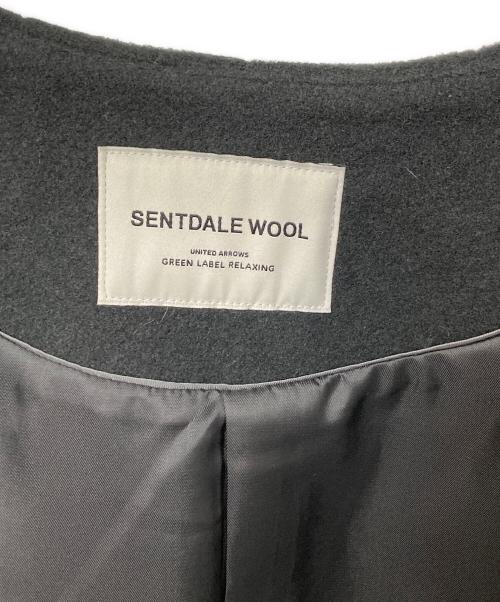 SENTDALE WOOL
UNITED ARROWS
GREEN LABEL RELAXING